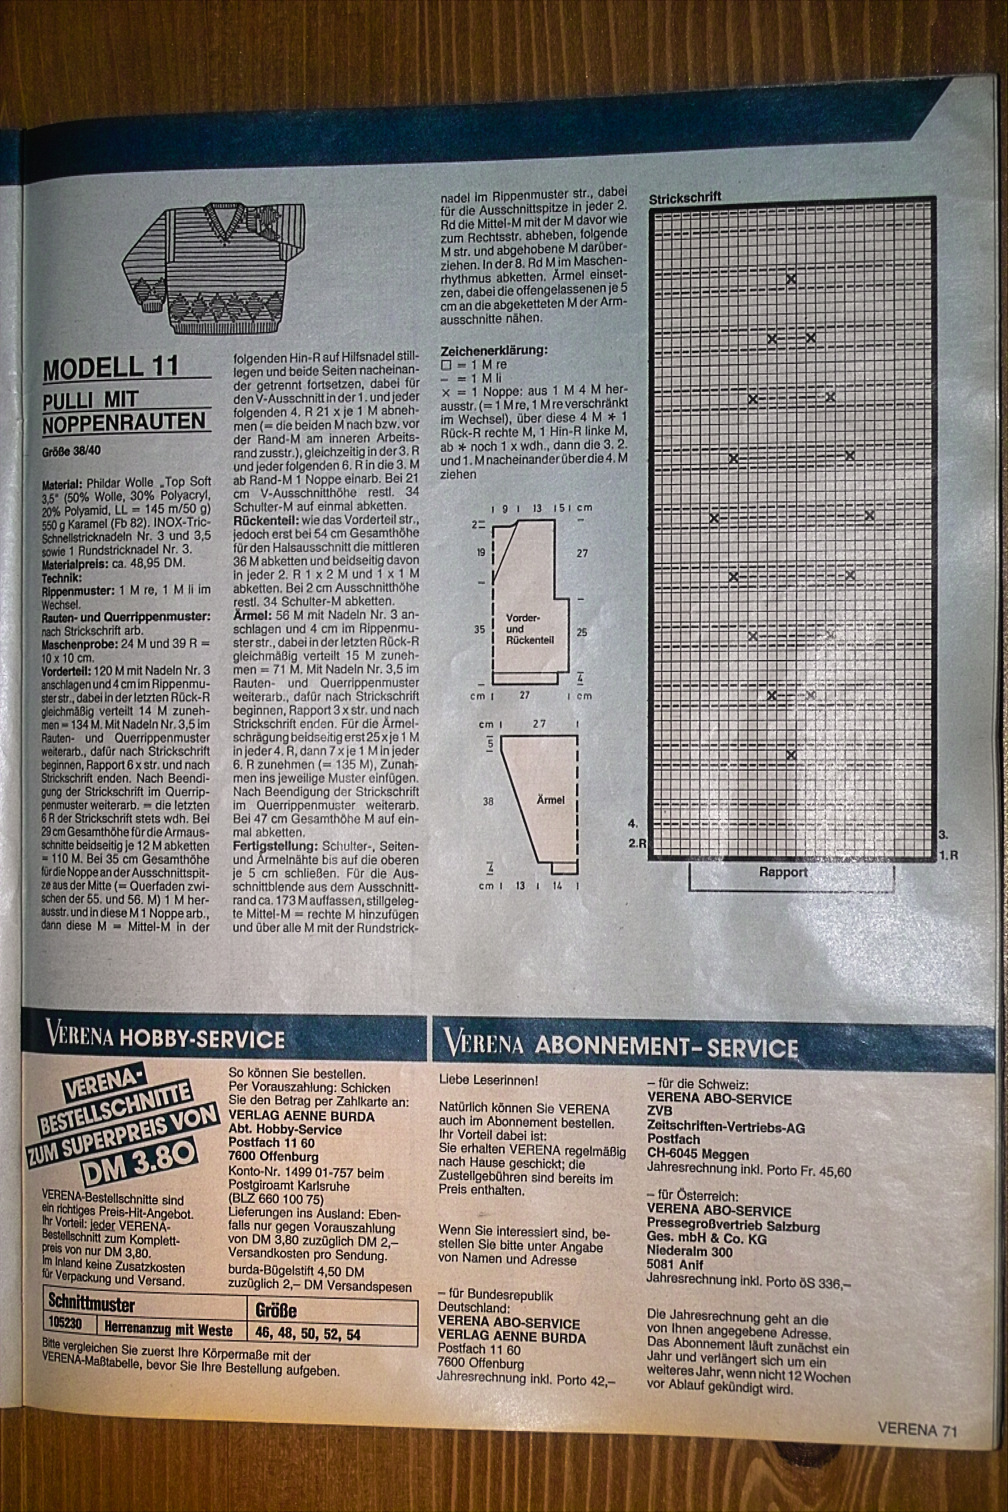 MODELL 11
PULLI MIT
NOPPENRAUTEN
Größe 38/40
Material: Phildar Wolle „Top Soft
3,5“ (50% Wolle, 30% Polyacryl,
20% Polyamid, LL = 145 m/50 g)
550 g Karamel (Fb 82). INOX-Tric-
Schnellstricknadeln Nr. 3 und 3,5
sowie 1 Rundstricknadel Nr. 3.
Materialpreis: ca. 48,95 DM.
Technik:
Rippenmuster: 1 M re, 1 M li im
Wechsel.
Rauten- und Querrippenmuster:
nach Strickschrift arb.
Maschenprobe: 24 M und 39 R =
10 x 10 cm.
Vorderteil: 120 M mit Nadeln Nr. 3
anschlagen und 4 cm im Rippenmu-
ster str., dabei in der letzten Rück-R
gleichmäßig verteilt 14 M zuneh-
men = 134 M. Mit Nadeln Nr. 3,5 im
Rauten- und Querrippenmuster
weiterarb., dafür nach Strickschrift
beginnen, Rapport 6 x str. und nach
Strickschrift enden. Nach Beendi-
gung der Strickschrift im Querrip-
penmuster weiterarb. = die letzten
6 R der Strickschrift stets wdh. Bei
29 cm Gesamthöhe für die Armaus-
schnitte beidseitig je 12 M abketten
= 110 M. Bei 35 cm Gesamthöhe
für die Noppe an der Ausschnittspit-
ze aus der Mitte (= Querfaden zwi-
schen der 55. und 56. M) 1 M her-
ausstr. und in diese M 1 Noppe arb.,
dann diese M = Mittel-M in der
folgenden Hin-R auf Hilfsnadel still-
legen und beide Seiten nacheinan-
der getrennt fortsetzen, dabei für
den V-Ausschnitt in der 1. und jeder
folgenden 4. R 21 x je 1 M abneh-
men (= die beiden M nach bzw. vor
der Rand-M am inneren Arbeits-
rand zusstr.), gleichzeitig in der 3. R
und jeder folgenden 6. R in die 3. M
ab Rand-M 1 Noppe einarb. Bei 21
cm V-Ausschnitthöhe restl. 34
Schulter-M auf einmal abketten.
Rückenteil: wie das Vorderteil str.,
jedoch erst bei 54 cm Gesamthöhe
für den Halsausschnitt die mittleren
36 M abketten und beidseitig davon
in jeder 2. R 1 x 2 M und 1 x 1 M
abketten. Bei 2 cm Ausschnitthöhe
restl. 34 Schulter-M abketten.
Ärmel: 56 M mit Nadeln Nr. 3 an-
schlagen und 4 cm im Rippenmu-
ster str., dabei in der letzten Rück-R
gleichmäßig verteilt 15 M zuneh-
men = 71 M. Mit Nadeln Nr. 3,5 im
Rauten- und Querrippenmuster
weiterarb., dafür nach Strickschrift
beginnen, Rapport 3 x str. und nach
Strickschrift enden. Für die Ärmel-
schrägung beidseitig erst 25 x je 1 M
in jeder 4. R, dann 7 x je 1 M in jeder
6. R zunehmen (= 135 M), Zunah-
men ins jeweilige Muster einfügen.
Nach Beendigung der Strickschrift
im Querrippenmuster weiterarb.
Bei 47 cm Gesamthöhe M auf ein-
mal abketten.
Fertigstellung: Schulter-, Seiten-
und Ärmelnähte bis auf die oberen
je 5 cm schließen. Für die Aus-
schnittblende aus dem Ausschnitt-
rand ca. 173 M auffassen, stillgeleg-
te Mittel-M = rechte M hinzufügen
und über alle M mit der Rundstrick-
nadel im Rippenmuster str., dabei
für die Ausschnittspitze in jeder 2.
Rd die Mittel-M mit der M davor wie
zum Rechtsstr. abheben, folgende
M str. und abgehobene M darüber-
ziehen. In der 8. Rd M im Maschen-
rhythmus abketten. Ärmel einset-
zen, dabei die offengelassenen je 5
cm an die abgeketteten M der Arm-
ausschnitte nähen.
Zeichenerklärung:
□ = 1 M re
– = 1 M li
× = 1 Noppe: aus 1 M 4 M her-
ausstr. (= 1 M re, 1 M re verschränkt
im Wechsel), über diese 4 M * 1
Rück-R rechte M, 1 Hin-R linke M,
ab * noch 1 x wdh., dann die 3. 2.
und 1. M nacheinander über die 4. M
ziehen
9 13 5 cm
2
19
27
35
Vorder-
und
Rückenteil
25
4
cm 27 cm
cm 27
5
38
Ärmel
4
cm 13 14
Strickschrift
4.
2.R
3.
1.R
Rapport
VERENA HOBBY-SERVICE
VERENA-
BESTELLSCHNITTE
ZUM SUPERPREIS VON
DM 3.80
VERENA-Bestellschnitte sind
ein richtiges Preis-Hit-Angebot.
Ihr Vorteil: jeder VERENA-
Bestellschnitt zum Komplett-
preis von nur DM 3,80.
Im Inland keine Zusatzkosten
für Verpackung und Versand.
So können Sie bestellen.
Per Vorauszahlung: Schicken
Sie den Betrag per Zahlkarte an:
VERLAG AENNE BURDA
Abt. Hobby-Service
Postfach 11 60
7600 Offenburg
Konto-Nr. 1499 01-757 beim
Postgiroamt Karlsruhe
(BLZ 660 100 75)
Lieferungen ins Ausland: Eben-
falls nur gegen Vorauszahlung
von DM 3,80 zuzüglich DM 2,–
Versandkosten pro Sendung.
burda-Bügelstift 4,50 DM
zuzüglich 2,– DM Versandspesen
Schnittmuster Größe
105230 Herrenanzug mit Weste 46, 48, 50, 52, 54
Bitte vergleichen Sie zuerst Ihre Körpermaße mit der
VERENA-Maßtabelle, bevor Sie Ihre Bestellung aufgeben.
VERENA ABONNEMENT-SERVICE
Liebe Leserinnen!
Natürlich können Sie VERENA
auch im Abonnement bestellen.
Ihr Vorteil dabei ist:
Sie erhalten VERENA regelmäßig
nach Hause geschickt; die
Zustellgebühren sind bereits im
Preis enthalten.
Wenn Sie interessiert sind, be-
stellen Sie bitte unter Angabe
von Namen und Adresse
– für Bundesrepublik
Deutschland:
VERENA ABO-SERVICE
VERLAG AENNE BURDA
Postfach 11 60
7600 Offenburg
Jahresrechnung inkl. Porto 42,–
– für die Schweiz:
VERENA ABO-SERVICE
ZVB
Zeitschriften-Vertriebs-AG
Postfach
CH-6045 Meggen
Jahresrechnung inkl. Porto Fr. 45,60
– für Österreich:
VERENA ABO-SERVICE
Pressegroßvertrieb Salzburg
Ges. mbH & Co. KG
Niederalm 300
5081 Anif
Jahresrechnung inkl. Porto öS 336,–
Die Jahresrechnung geht an die
von Ihnen angegebene Adresse.
Das Abonnement läuft zunächst ein
Jahr und verlängert sich um ein
weiteres Jahr, wenn nicht 12 Wochen
vor Ablauf gekündigt wird.
VERENA 71